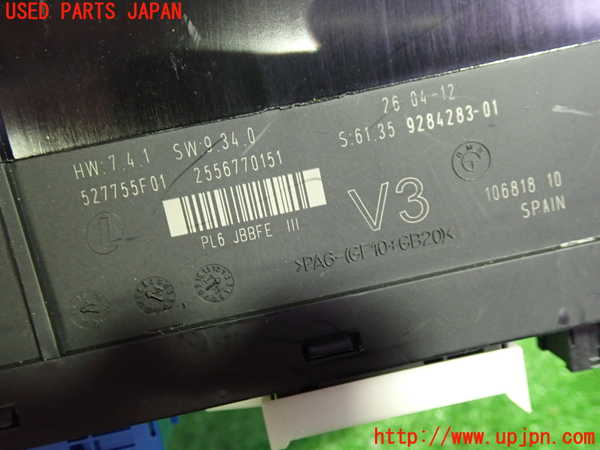 USED PARTS JAPAN
26 04-12
HW:7.4.1 SW:9.34.0 S:61.35 9284283-01
527755F01 2556770151
BMW
106818 10
PL6 JBBFE III
V3
SPAIN
>PA6-(GF10+GB20)<
http://www.upjpn.com/